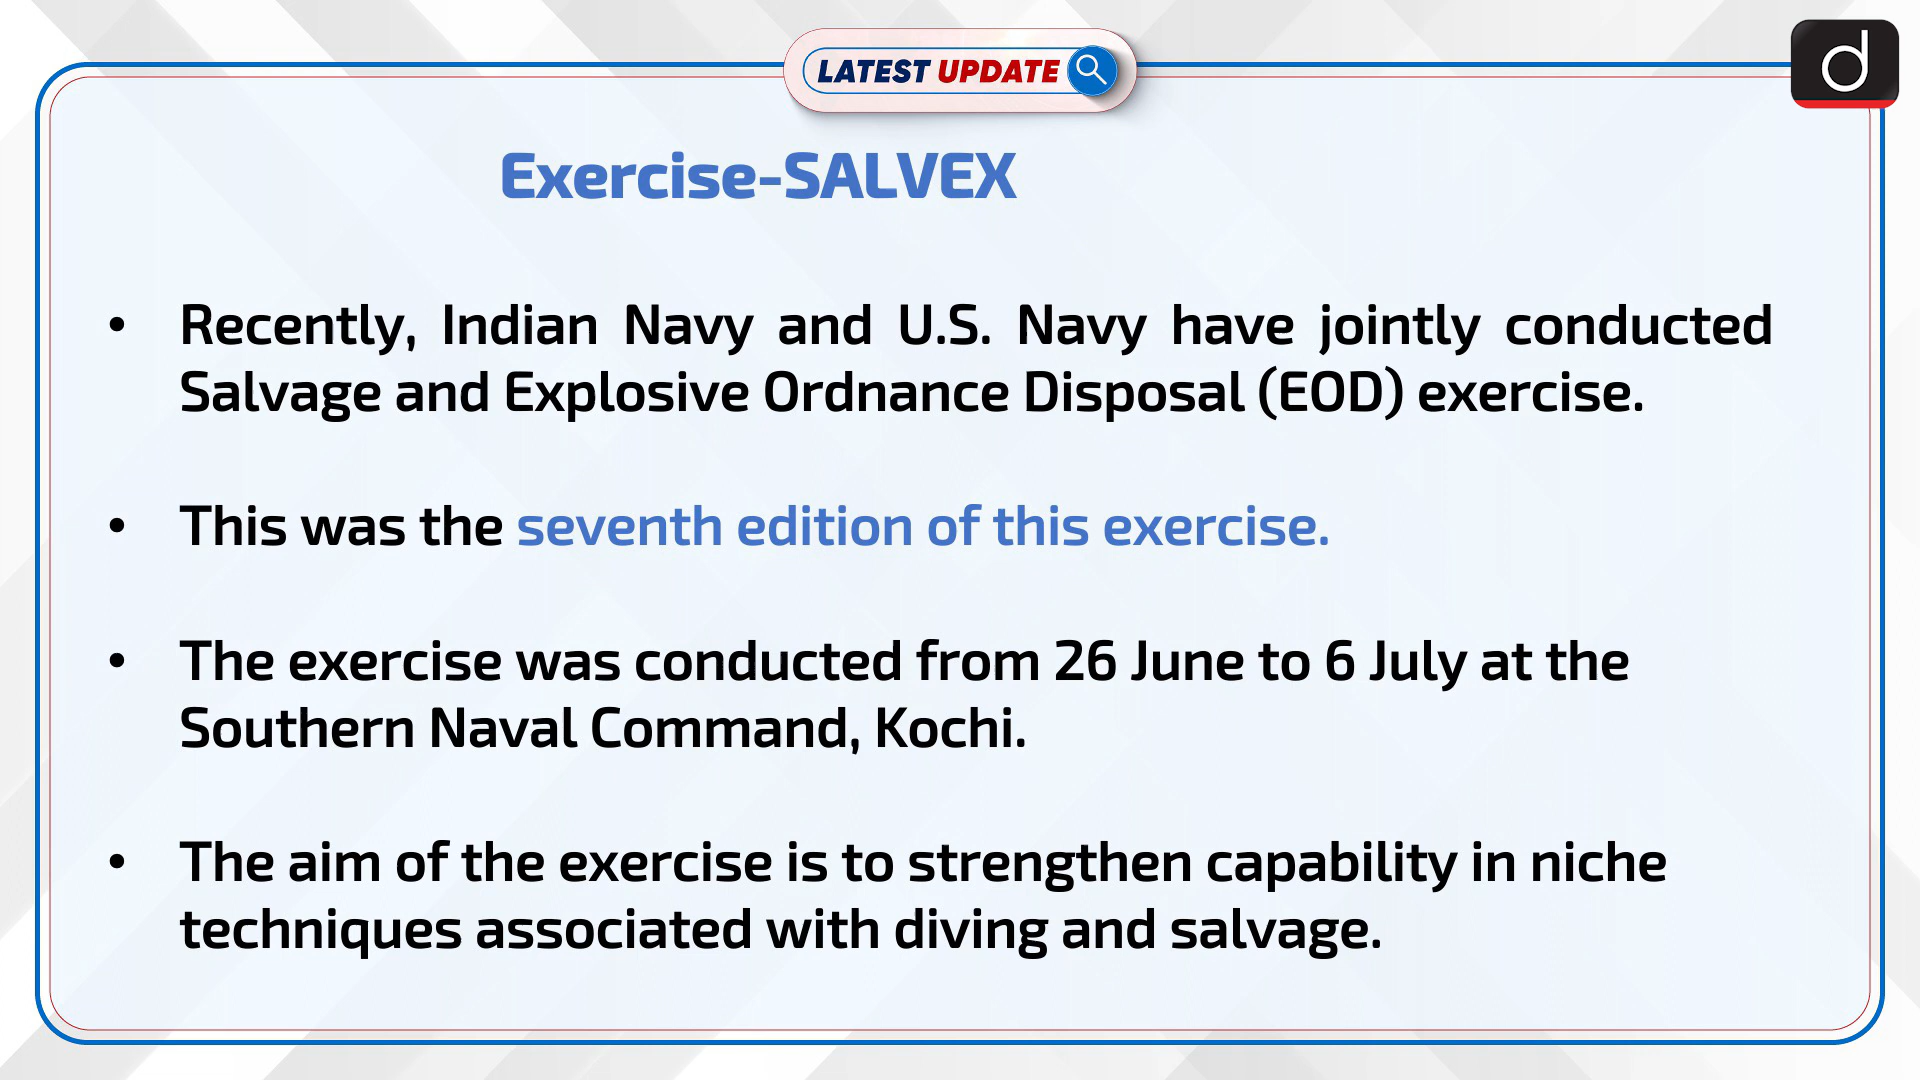 LATEST UPDATE
d
Exercise-SALVEX
• Recently, Indian Navy and U.S. Navy have jointly conducted
Salvage and Explosive Ordnance Disposal (EOD) exercise.
• This was the seventh edition of this exercise.
• The exercise was conducted from 26 June to 6 July at the
Southern Naval Command, Kochi.
• The aim of the exercise is to strengthen capability in niche
techniques associated with diving and salvage.